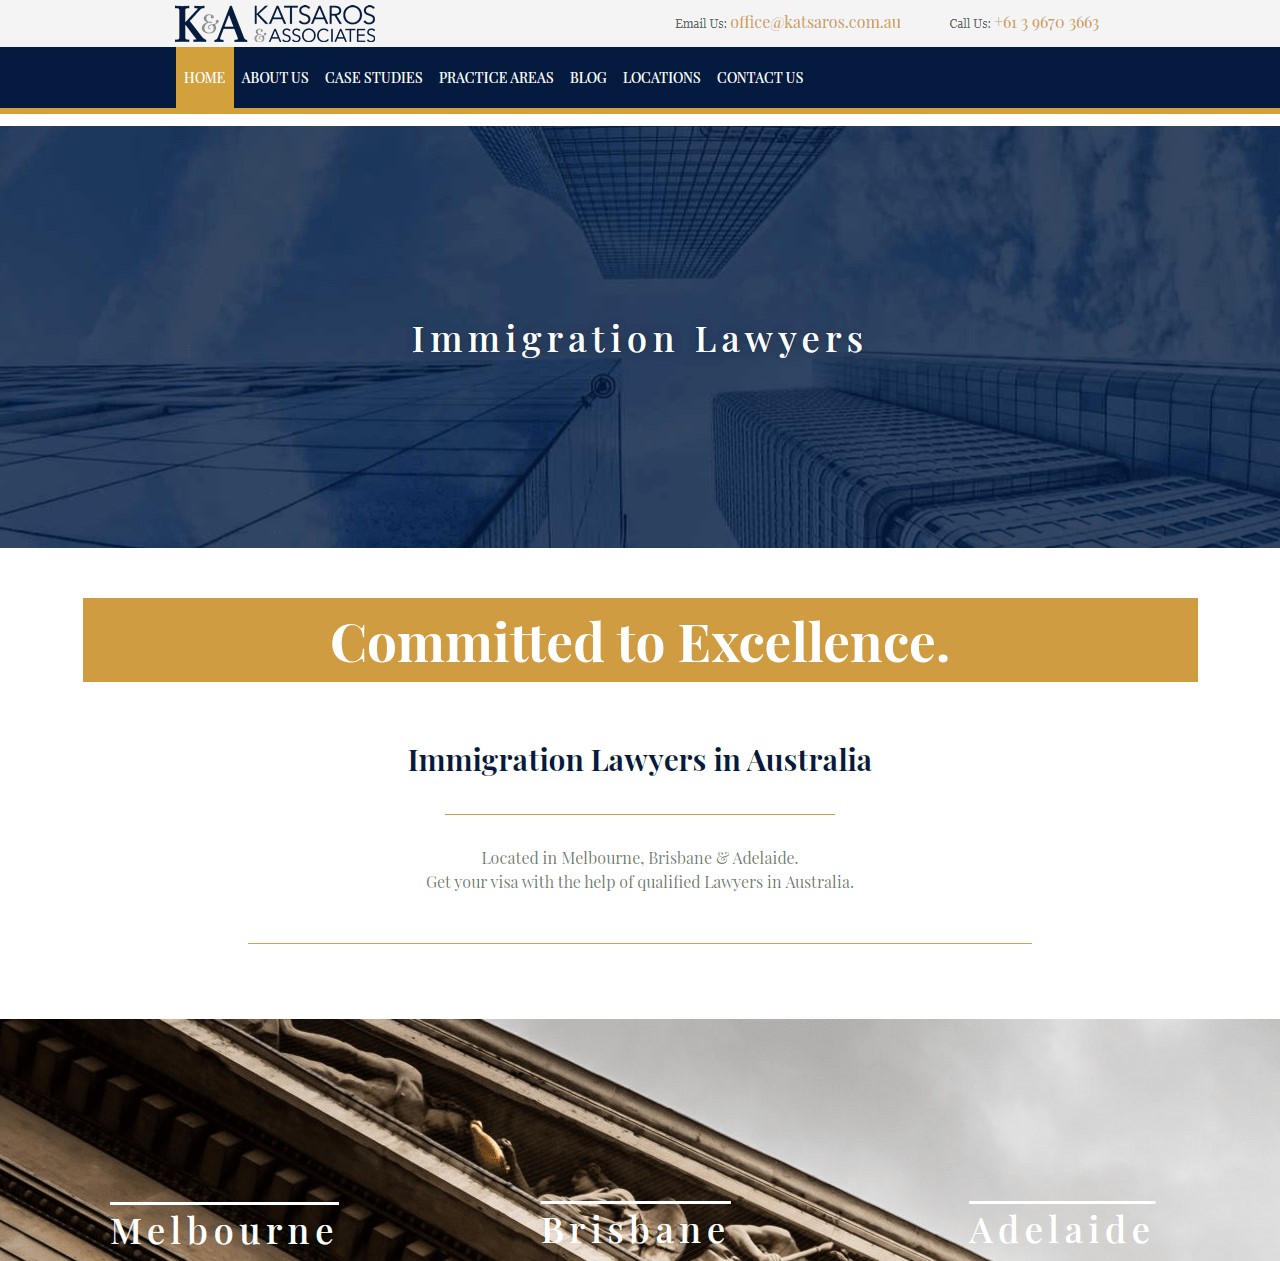 K&A KATSAROS
& ASSOCIATES
Email Us: office@katsaros.com.au
Call Us: +61 3 9670 3663
HOME ABOUT US CASE STUDIES PRACTICE AREAS BLOG LOCATIONS CONTACT US
Immigration Lawyers
Committed to Excellence.
Immigration Lawyers in Australia
Located in Melbourne, Brisbane & Adelaide.
Get your visa with the help of qualified Lawyers in Australia.
Melbourne
Brisbane
Adelaide